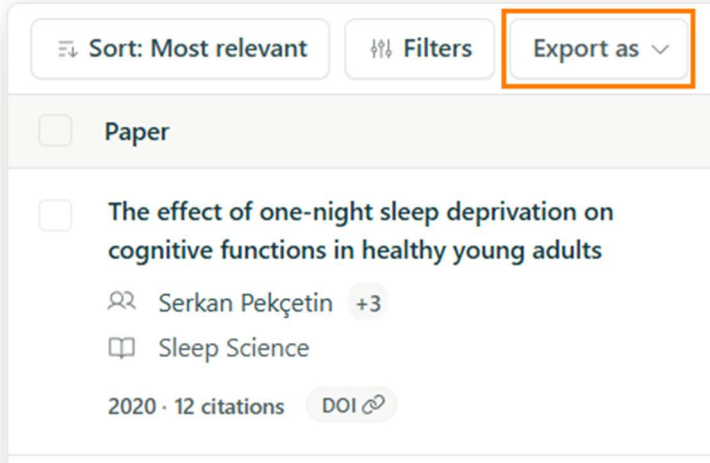 Sort: Most relevant
Filters
Export as
Paper
The effect of one-night sleep deprivation on
cognitive functions in healthy young adults
Serkan Pekçetin +3
Sleep Science
2020 · 12 citations DOI